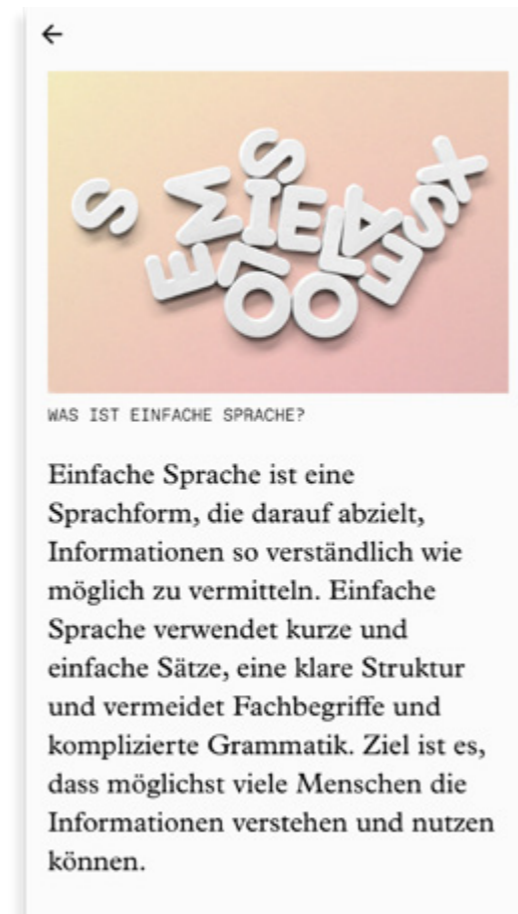 S
S
M
I
E
A
X
S
E
L
L
E
O
O
WAS IST EINFACHE SPRACHE?
Einfache Sprache ist eine
Sprachform, die darauf abzielt,
Informationen so verständlich wie
möglich zu vermitteln. Einfache
Sprache verwendet kurze und
einfache Sätze, eine klare Struktur
und vermeidet Fachbegriffe und
komplizierte Grammatik. Ziel ist es,
dass möglichst viele Menschen die
Informationen verstehen und nutzen
können.